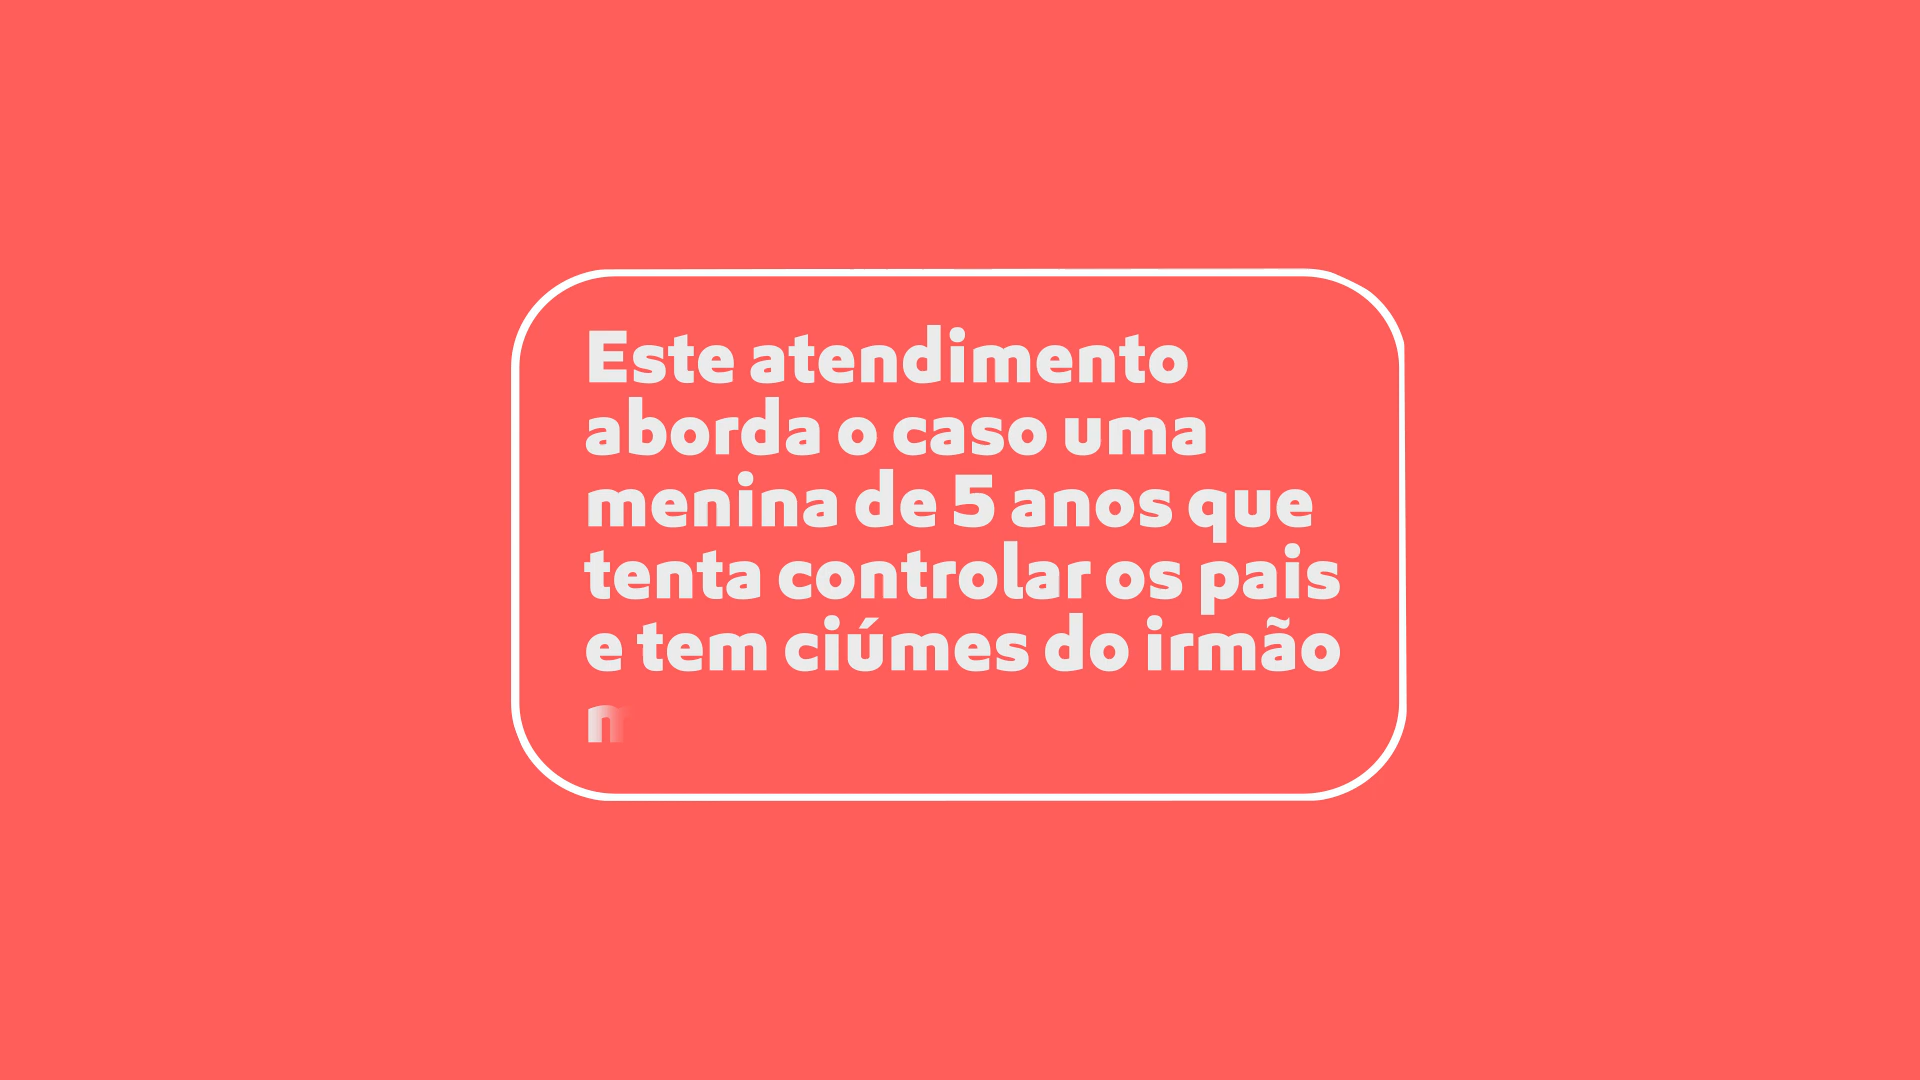 Este atendimento
aborda o caso uma
menina de 5 anos que
tenta controlar os pais
e tem ciúmes do irmão